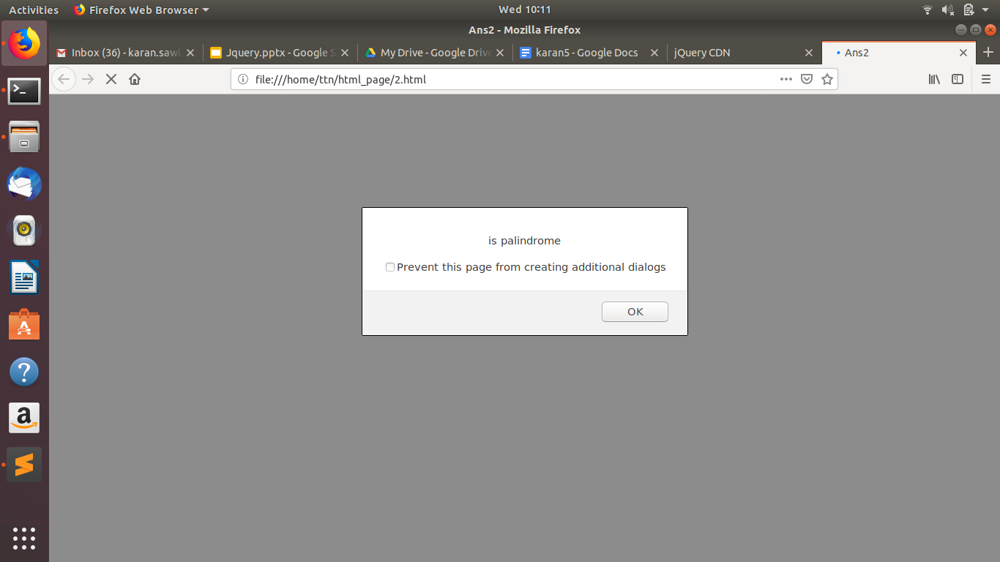 Activities Firefox Web Browser Wed 10:11
Ans2 - Mozilla Firefox
Inbox (36) - karan.sawl Jquery.pptx - Google S My Drive - Google Drive karan5 - Google Docs jQuery CDN Ans2
file:///home/ttn/html_page/2.html
is palindrome
Prevent this page from creating additional dialogs
OK